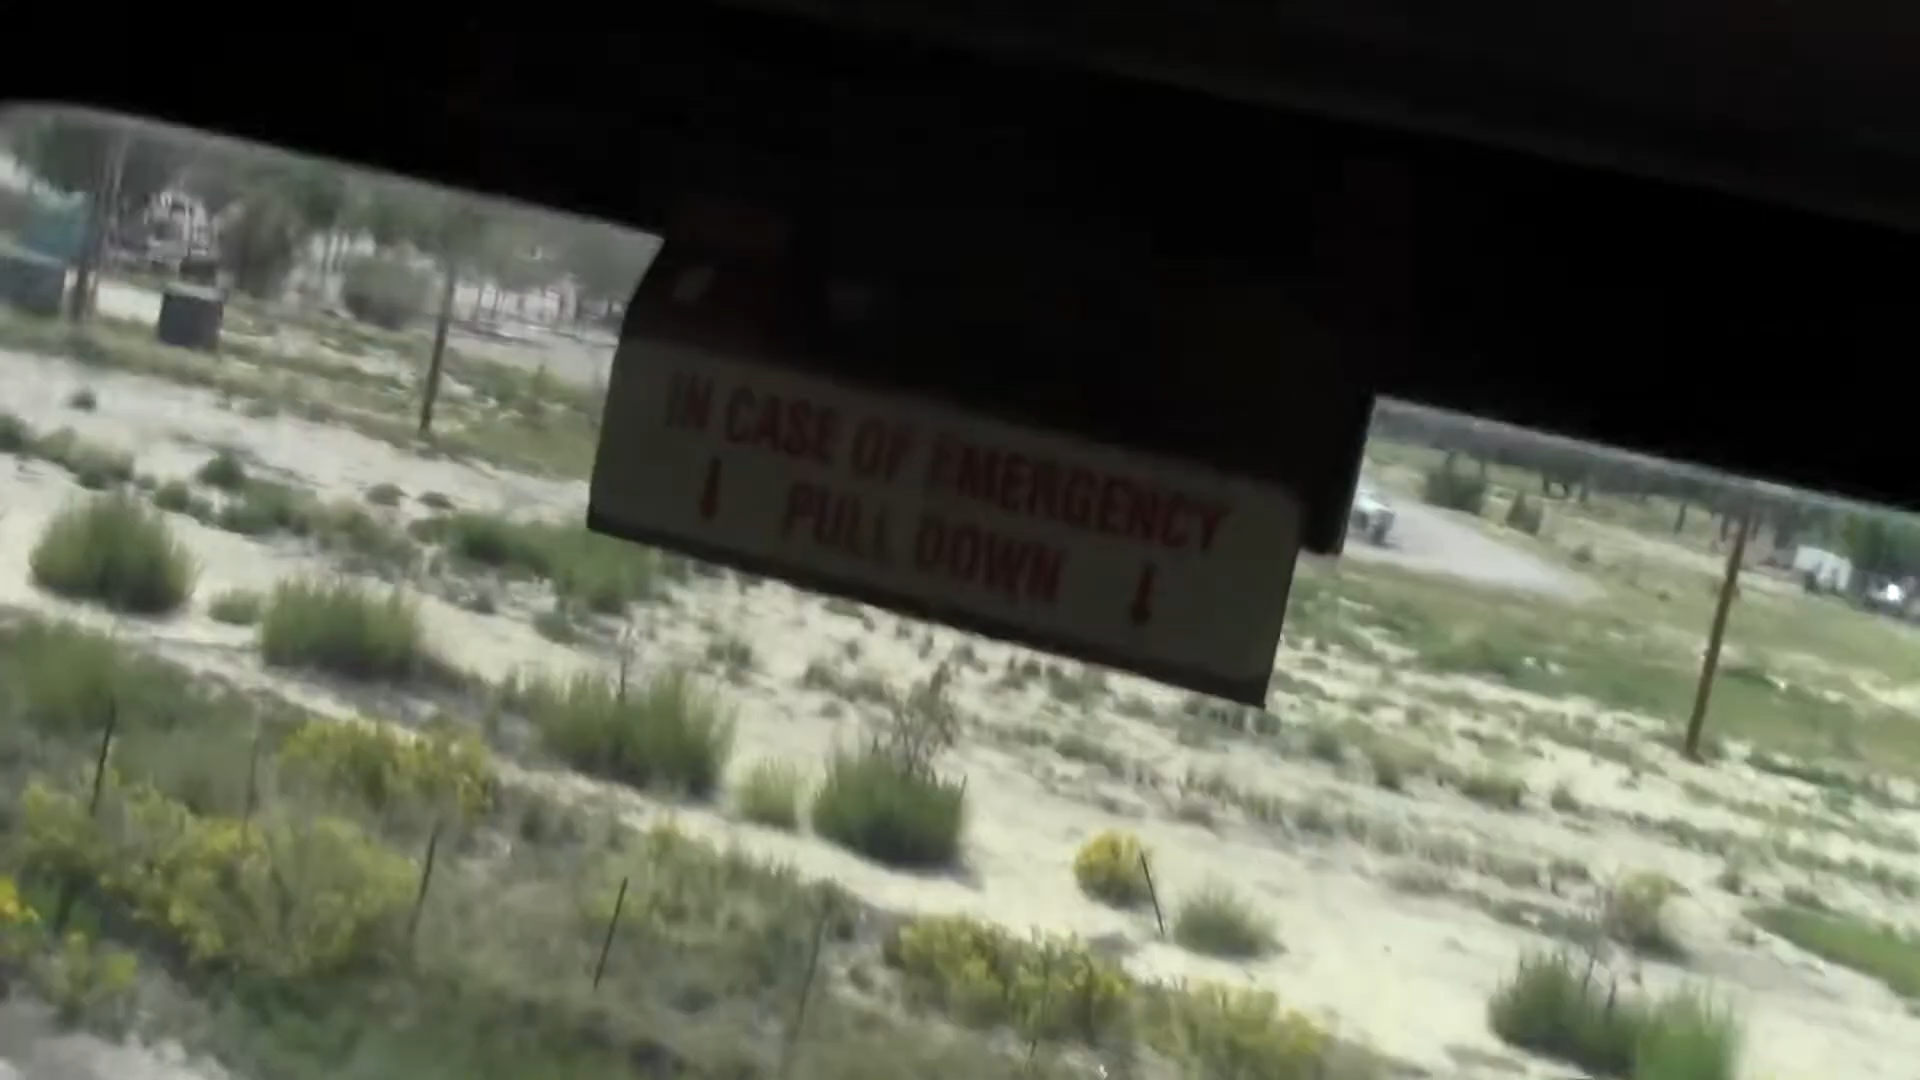 IN CASE OF EMERGENCY
↓ PULL DOWN ↓